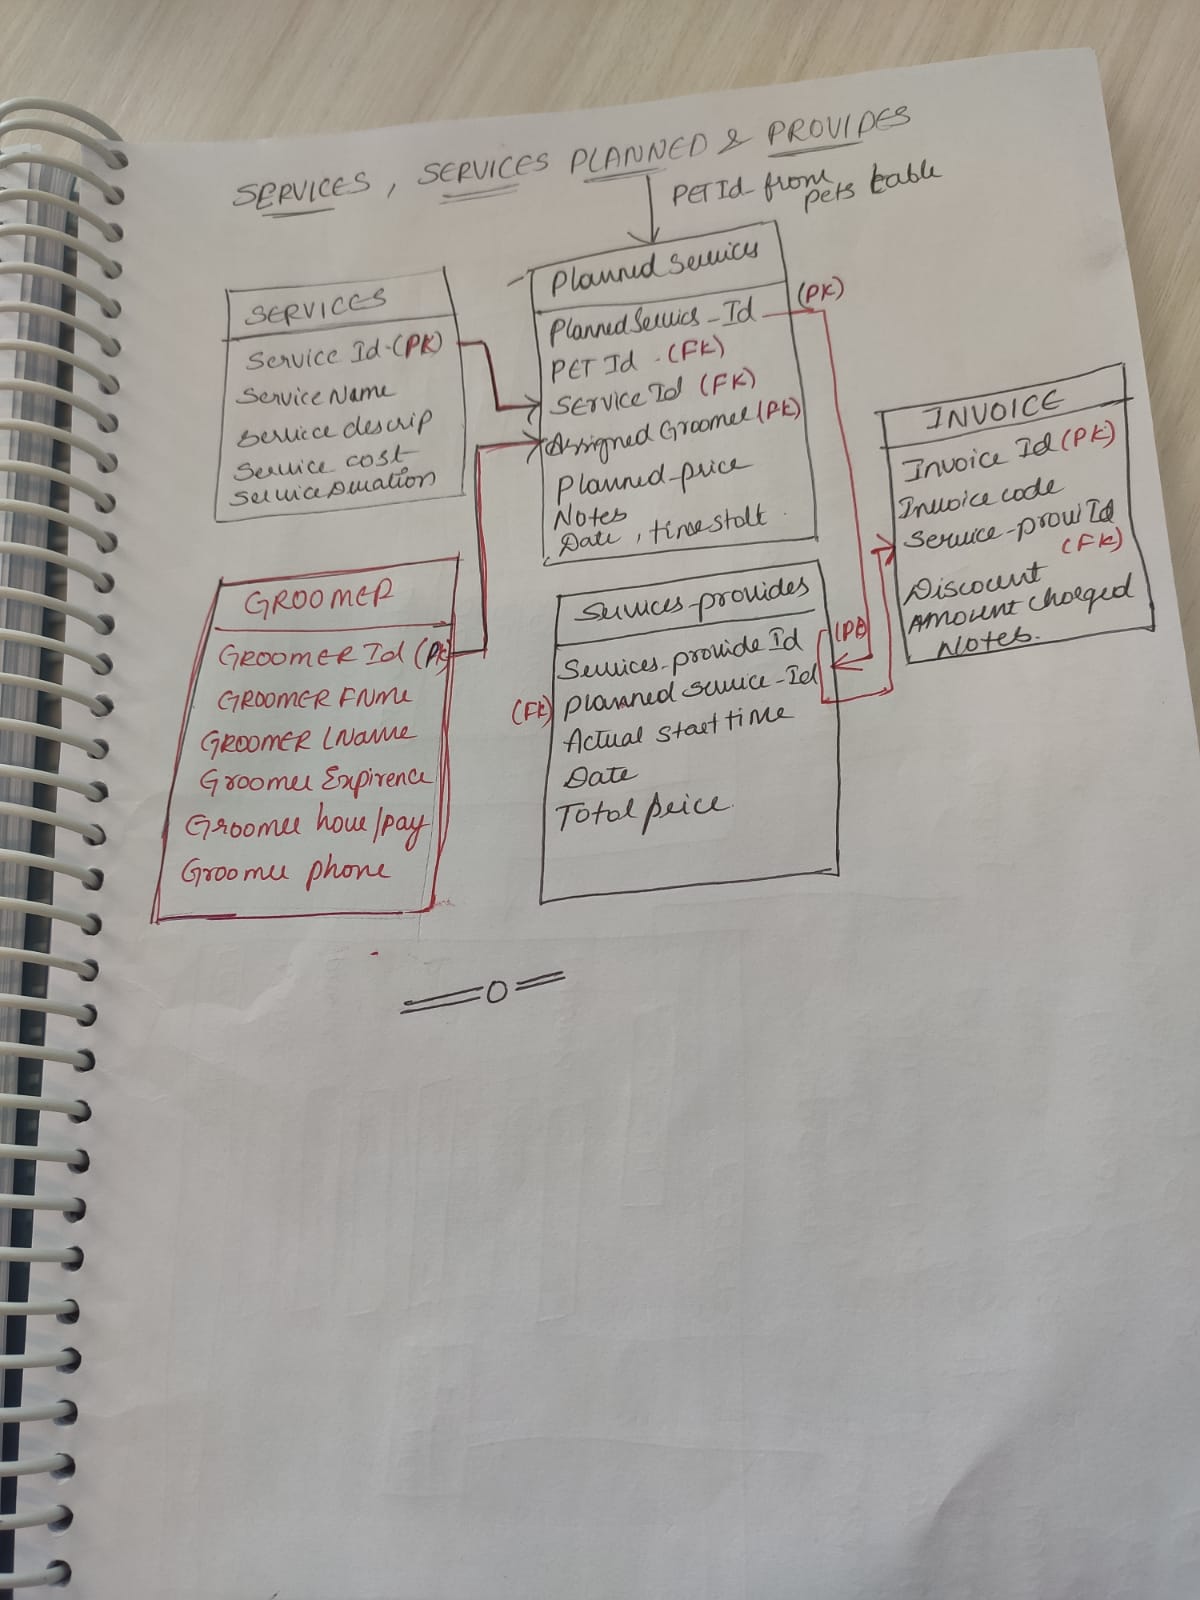 SERVICES, SERVICES PLANNED & PROVIDES
PET Id from
pets table
SERVICES
Service Id-(PK)
Service Name
Service descrip
Service cost
Service Duration
Planned Services
Planned Services-Id (PK)
PET Id - (FK)
Service Id (FK)
Assigned Groomer (PK)
Planned-price
Notes
Date, time
INVOICE
Invoice Id (PK)
Invoice code
Service-prov Id
(FK)
Discount
Amount charged
Notes.
GROOMER
GROOMER Id (PK)
GROOMER FName
GROOMER LName
Groomer Expirence
Groomer hour/pay
Groomer phone
Services-provides
Services-provide Id (PK)
(FK) Planned Service-Id
Actual start time
Date
Total price